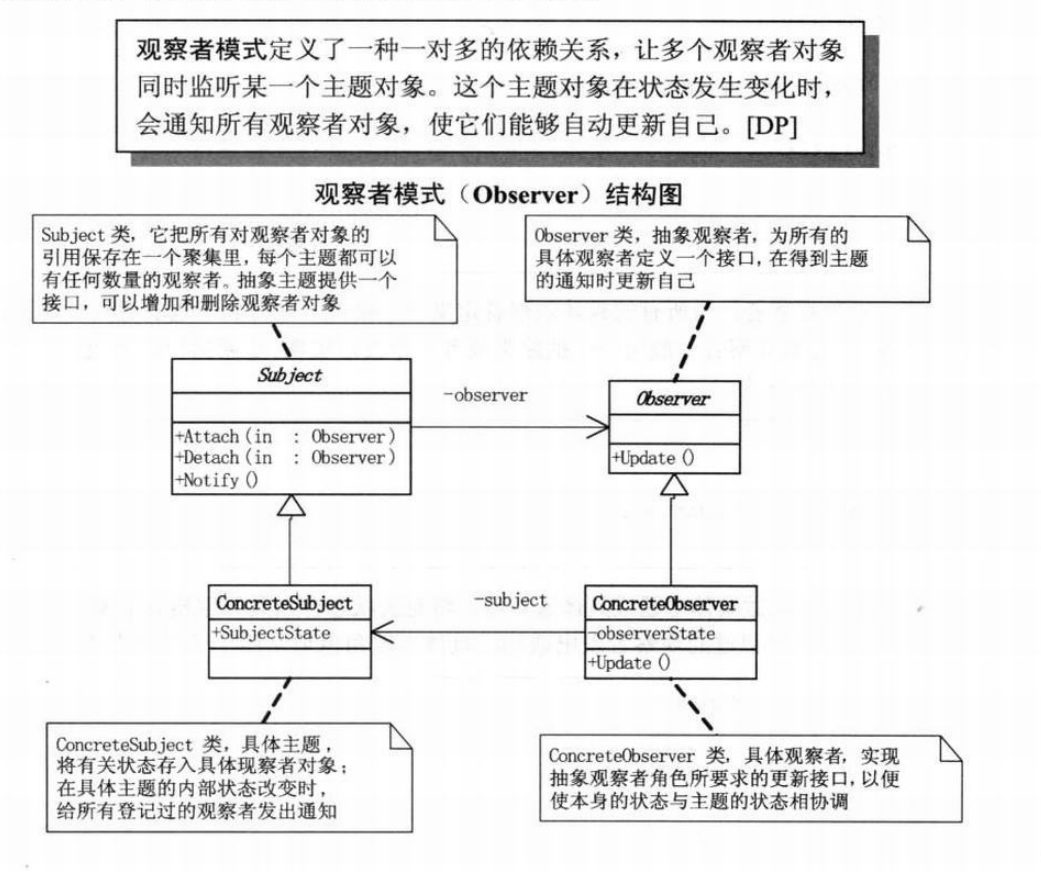 观察者模式定义了一种一对多的依赖关系，让多个观察者对象
同时监听某一个主题对象。这个主题对象在状态发生变化时，
会通知所有观察者对象，使它们能够自动更新自己。[DP]
观察者模式（Observer）结构图
Subject 类，它把所有对观察者对象的
引用保存在一个聚集里，每个主题都可以
有任何数量的观察者。抽象主题提供一个
接口，可以增加和删除观察者对象
Observer 类，抽象观察者，为所有的
具体观察者定义一个接口，在得到主题
的通知时更新自己
Subject
+Attach(in : Observer)
+Detach(in : Observer)
+Notify()
-observer
Observer
+Update()
ConcreteSubject
+SubjectState
-subject
ConcreteObserver
-observerState
+Update()
ConcreteSubject 类，具体主题，
将有关状态存入具体现察者对象；
在具体主题的内部状态改变时，
给所有登记过的观察者发出通知
ConcreteObserver 类，具体观察者，实现
抽象观察者角色所要求的更新接口，以便
使本身的状态与主题的状态相协调